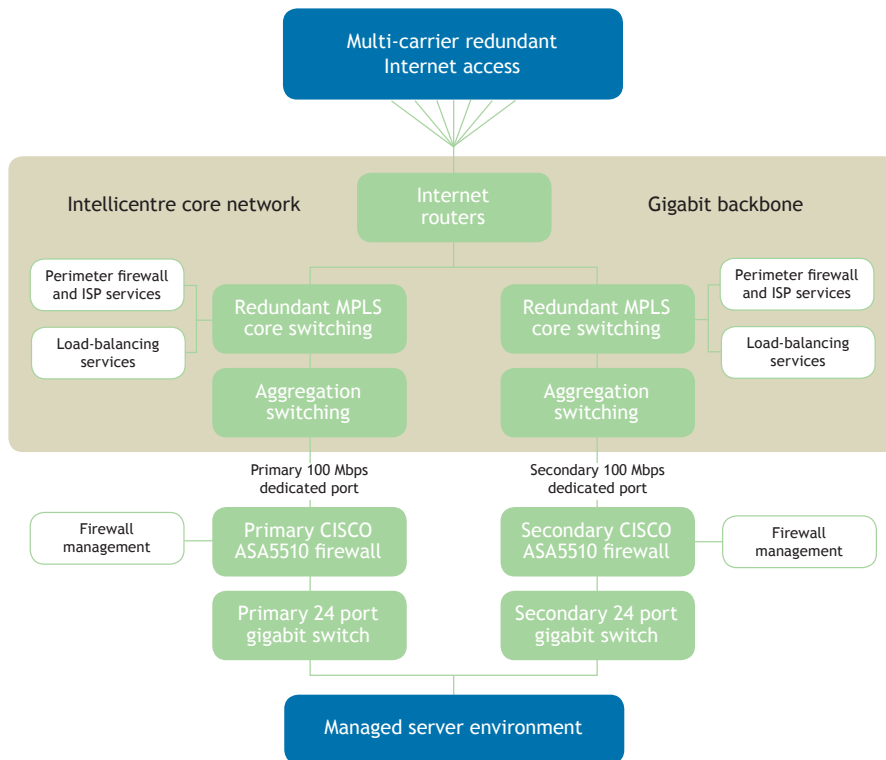 Multi-carrier redundant
Internet access
Intellicentre core network
Internet
routers
Gigabit backbone
Perimeter firewall
and ISP services
Load-balancing
services
Redundant MPLS
core switching
Redundant MPLS
core switching
Perimeter firewall
and ISP services
Load-balancing
services
Aggregation
switching
Aggregation
switching
Primary 100 Mbps
dedicated port
Secondary 100 Mbps
dedicated port
Firewall
management
Primary CISCO
ASA5510 firewall
Secondary CISCO
ASA5510 firewall
Firewall
management
Primary 24 port
gigabit switch
Secondary 24 port
gigabit switch
Managed server environment